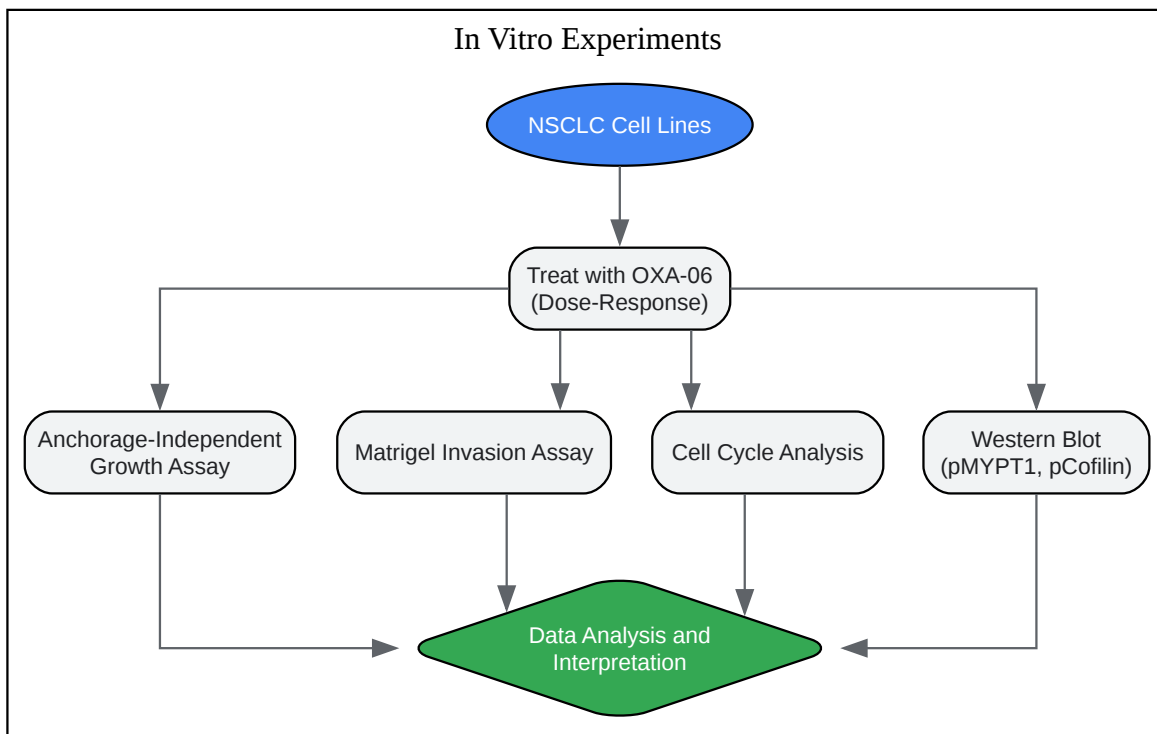 In Vitro Experiments
NSCLC Cell Lines
Treat with OXA-06
(Dose-Response)
Anchorage-Independent
Growth Assay
Matrigel Invasion Assay
Cell Cycle Analysis
Western Blot
(pMYPT1, pCofilin)
Data Analysis and
Interpretation